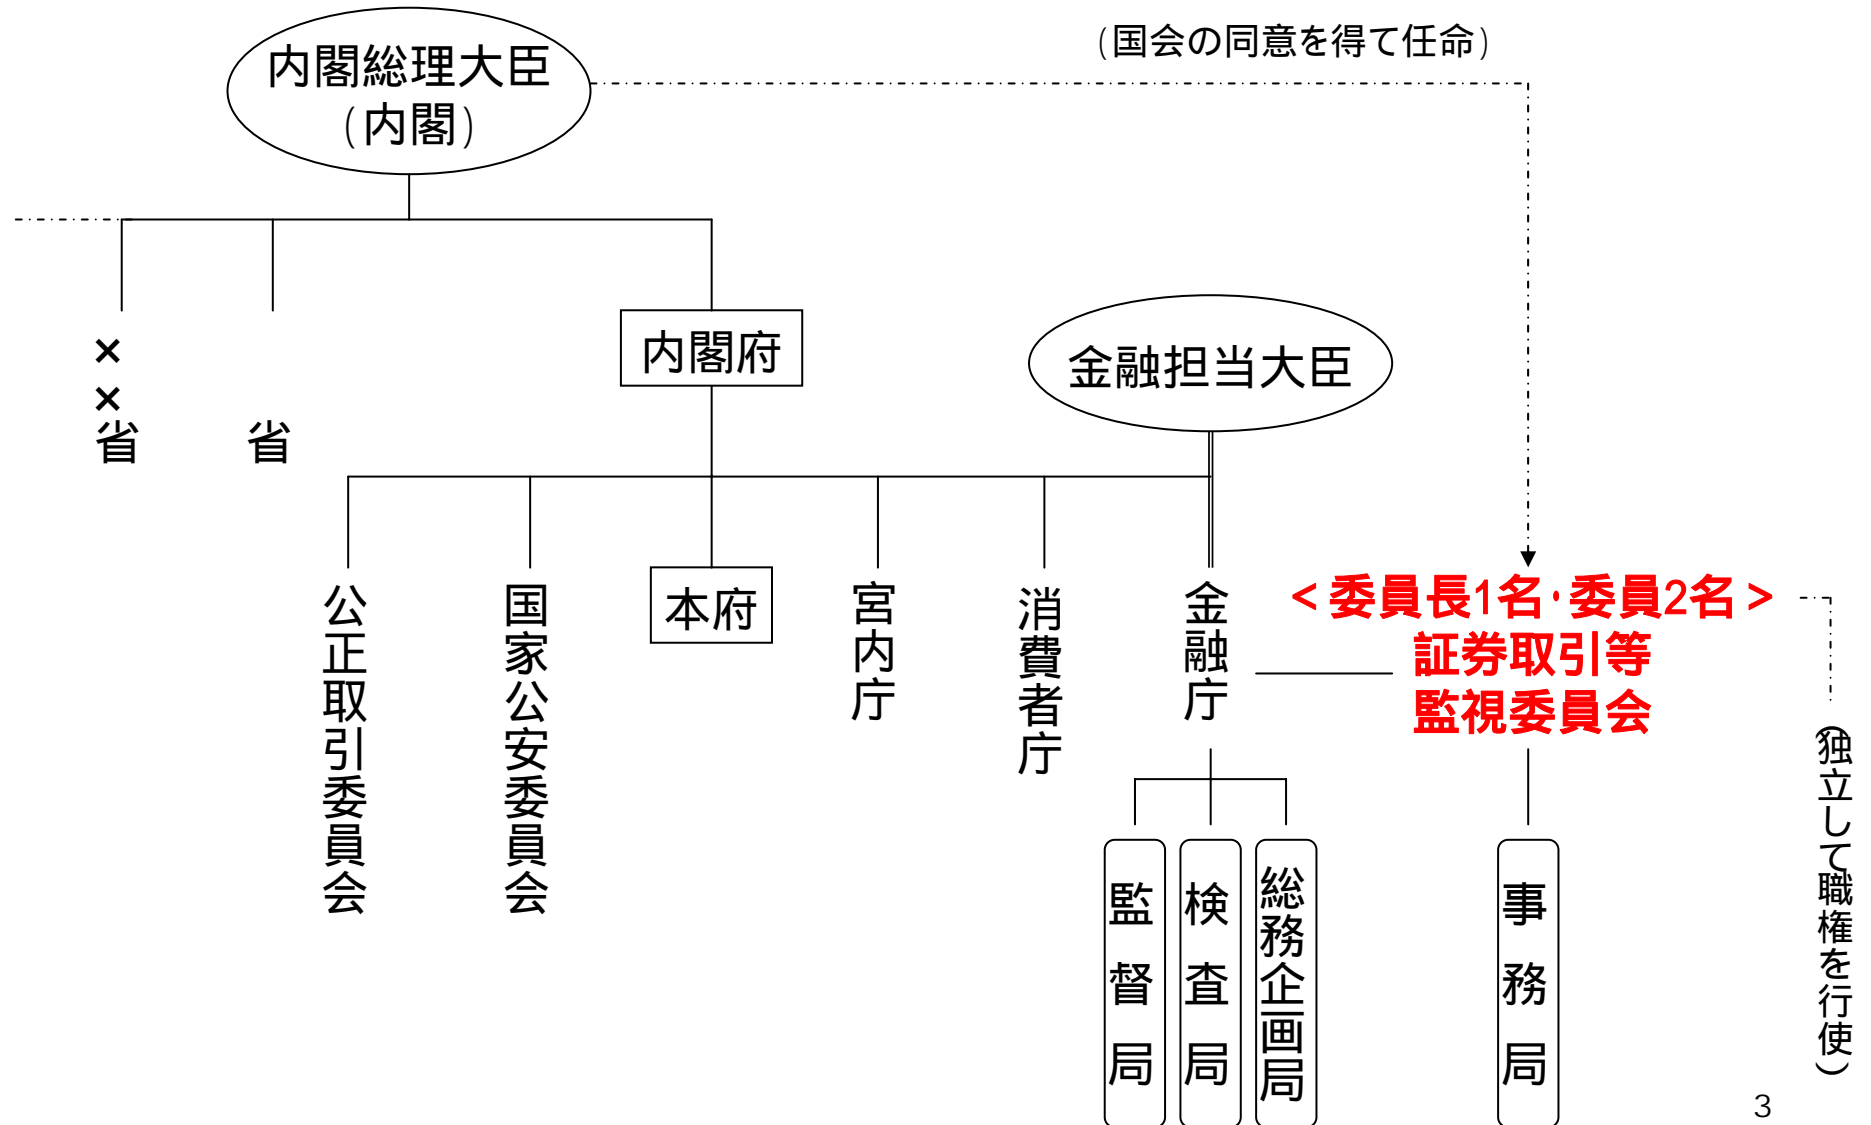 (国会の同意を得て任命)
内閣総理大臣
(内閣)
××省
省
内閣府
金融担当大臣
公正取引委員会
国家公安委員会
本府
宮内庁
消費者庁
金融庁
<委員長1名・委員2名>
証券取引等
監視委員会
(独立して職権を行使)
監督局
検査局
総務企画局
事務局
3